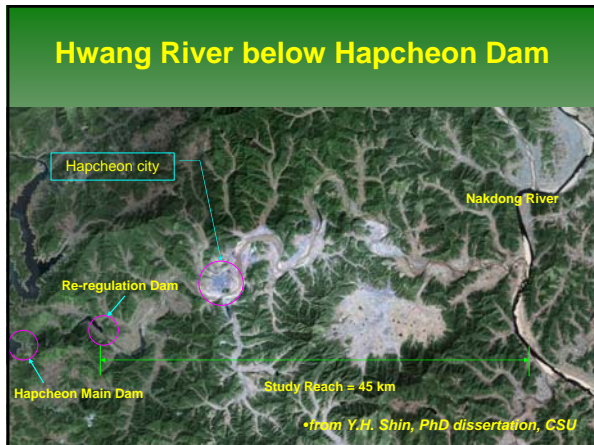 Hwang River below Hapcheon Dam
Hapcheon city
Nakdong River
Re-regulation Dam
Hapcheon Main Dam
Study Reach = 45 km
•from Y.H. Shin, PhD dissertation, CSU